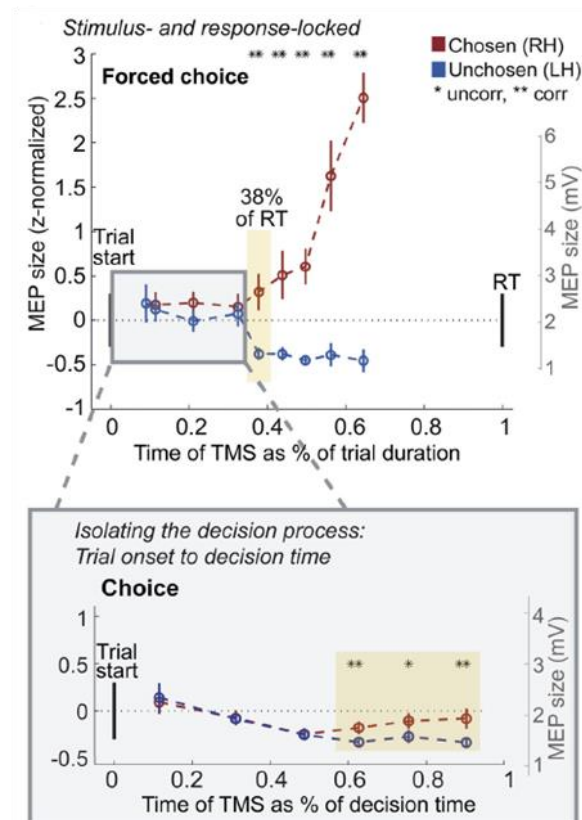 Stimulus- and response-locked
3
** ** ** ** **
Chosen (RH)
Forced choice
Unchosen (LH)
* uncorr, ** corr
2.5
2
1.5
1
0.5
0
-0.5
-1
MEP size (z-normalized)
6
5
4
3
2
1
MEP size (mV)
38%
of RT
Trial
start
RT
0 0.2 0.4 0.6 0.8 1
Time of TMS as % of trial duration
Isolating the decision process:
Trial onset to decision time
Choice
1
0.5
0
-0.5
MEP size (z-normalized)
Trial
start
** * **
4
3
2
1
MEP size (mV)
0 0.2 0.4 0.6 0.8 1
Time of TMS as % of decision time